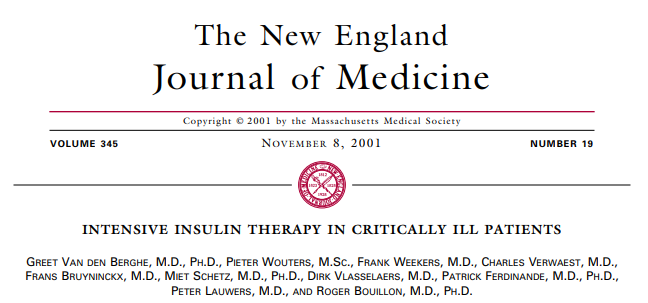 The New England
Journal of Medicine
Copyright © 2001 by the Massachusetts Medical Society
VOLUME 345
NOVEMBER 8, 2001
NUMBER 19
INTENSIVE INSULIN THERAPY IN CRITICALLY ILL PATIENTS
GREET VAN DEN BERGHE, M.D., PH.D., PIETER WOUTERS, M.SC., FRANK WEEKERS, M.D., CHARLES VERWAEST, M.D.,
FRANS BRUYNINCKX, M.D., MIET SCHETZ, M.D., PH.D., DIRK VLASSELAERS, M.D., PATRICK FERDINANDE, M.D., PH.D.,
PETER LAUWERS, M.D., AND ROGER BOUILLON, M.D., PH.D.